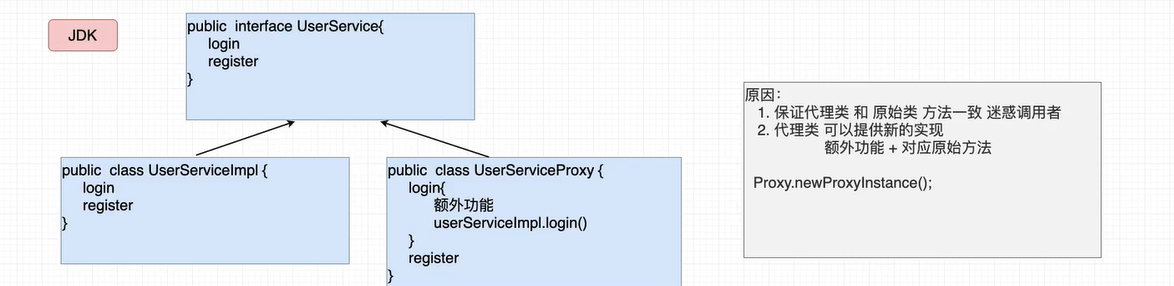 JDK
public  interface UserService{
login
register
}
public  class UserServiceImpl {
login
register
}
public  class UserServiceProxy {
login{
额外功能
userServiceImpl.login()
}
register
}
原因：
1. 保证代理类 和 原始类 方法一致 迷惑调用者
2. 代理类 可以提供新的实现
额外功能 + 对应原始方法
Proxy.newProxyInstance();